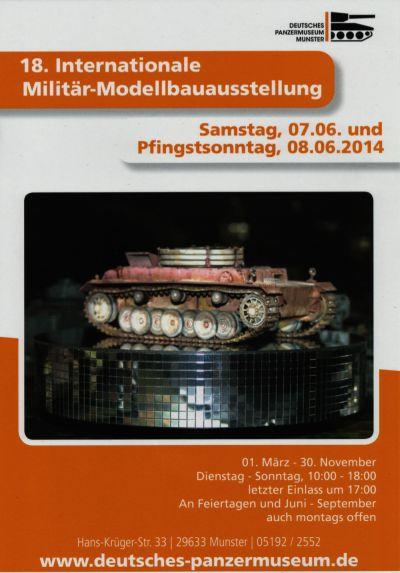 DEUTSCHES
PANZERMUSEUM
MUNSTER
18. Internationale
Militär-Modellbauausstellung
Samstag, 07.06. und
Pfingstsonntag, 08.06.2014
01. März - 30. November
Dienstag - Sonntag, 10:00 - 18:00
letzter Einlass um 17:00
An Feiertagen und Juni - September
auch montags offen
Hans-Krüger-Str. 33 | 29633 Munster | 05192 / 2552
www.deutsches-panzermuseum.de